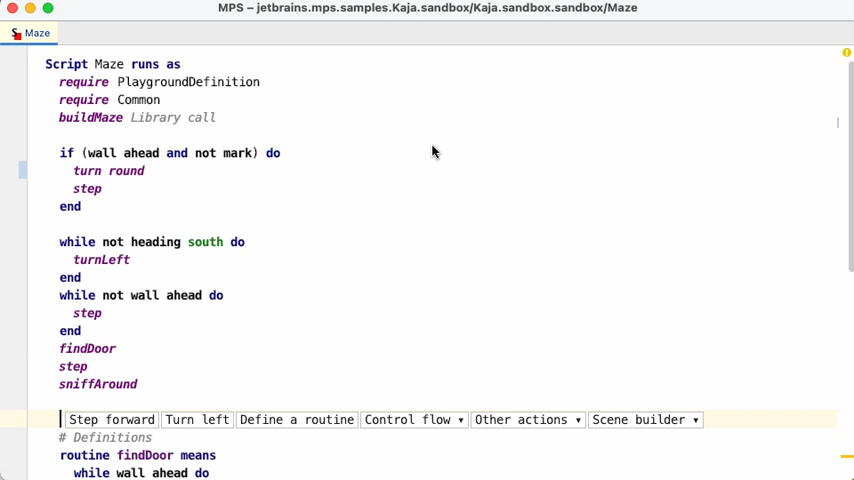 MPS – jetbrains.mps.samples.Kaja.sandbox/Kaja.sandbox.sandbox/Maze
S Maze
Script Maze runs as
require PlaygroundDefinition
require Common
buildMaze Library call
if (wall ahead and not mark) do
turn round
step
end
while not heading south do
turnLeft
end
while not wall ahead do
step
end
findDoor
step
sniffAround
Step forward Turn left Define a routine Control flow ▾ Other actions ▾ Scene builder ▾
# Definitions
routine findDoor means
while wall ahead do